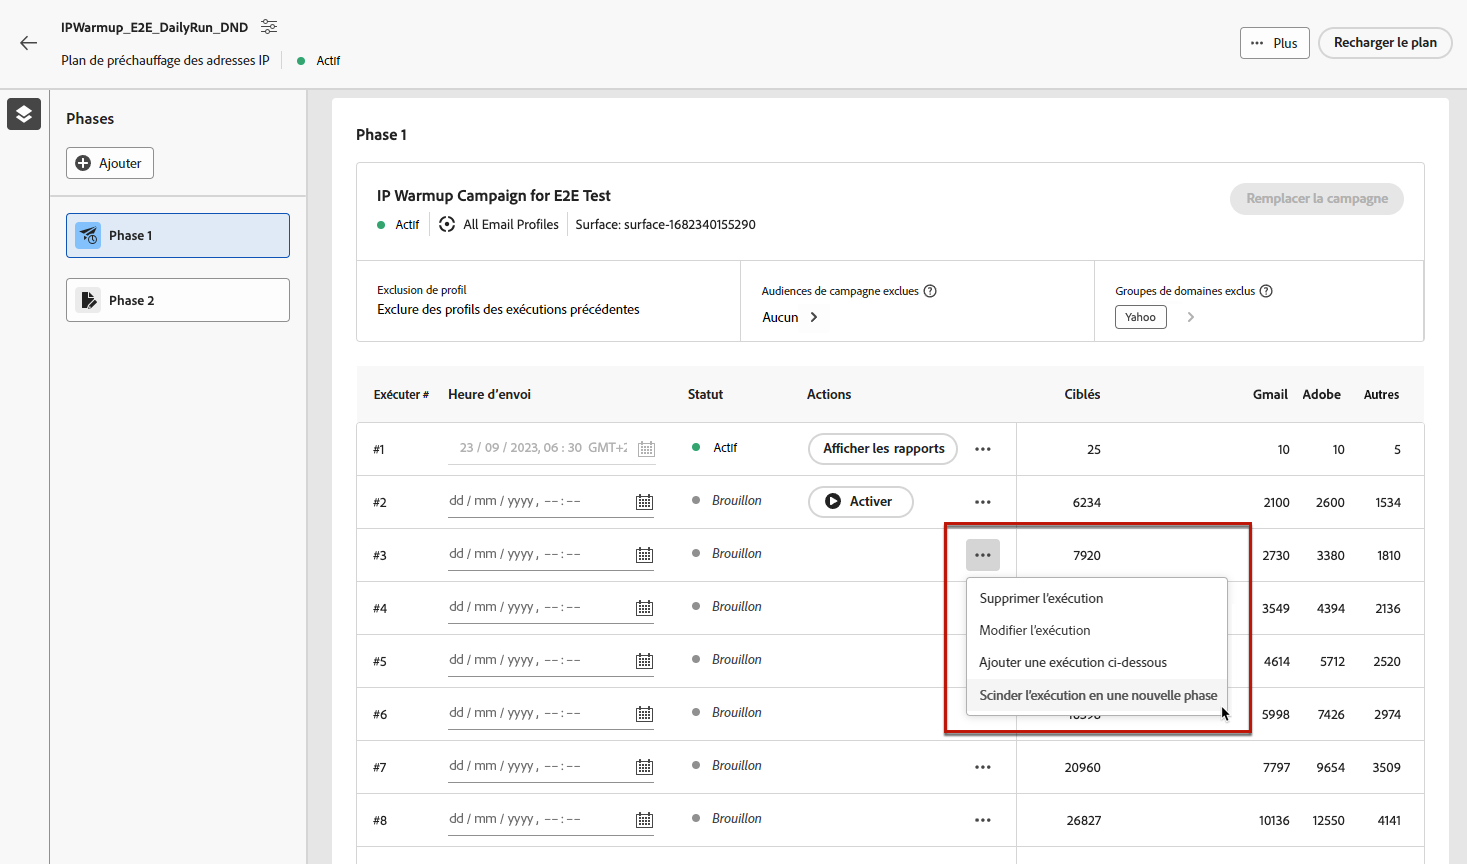 IPWarmup_E2E_DailyRun_DND
Plan de préchauffage des adresses IP
Actif
Plus
Recharger le plan
Phases
Ajouter
Phase 1
Phase 2
Phase 1
IP Warmup Campaign for E2E Test
Actif
All Email Profiles
Surface: surface-1682340155290
Remplacer la campagne
Exclusion de profil
Exclure des profils des exécutions précédentes
Audiences de campagne exclues
Aucun
Groupes de domaines exclus
Yahoo
Exécuter # Heure d’envoi Statut Actions Ciblés Gmail Adobe Autres
#1 23 / 09 / 2023, 06 : 30 GMT+2 Actif Afficher les rapports 25 10 10 5
#2 dd / mm / yyyy, --:-- Brouillon Activer 6234 2100 2600 1534
#3 dd / mm / yyyy, --:-- Brouillon 7920 2730 3380 1810
Supprimer l’exécution
Modifier l’exécution
Ajouter une exécution ci-dessous
Scinder l’exécution en une nouvelle phase
#4 dd / mm / yyyy, --:-- Brouillon 3549 4394 2136
#5 dd / mm / yyyy, --:-- Brouillon 4614 5712 2520
#6 dd / mm / yyyy, --:-- Brouillon 5998 7426 2974
#7 dd / mm / yyyy, --:-- Brouillon 20960 7797 9654 3509
#8 dd / mm / yyyy, --:-- Brouillon 26827 10136 12550 4141